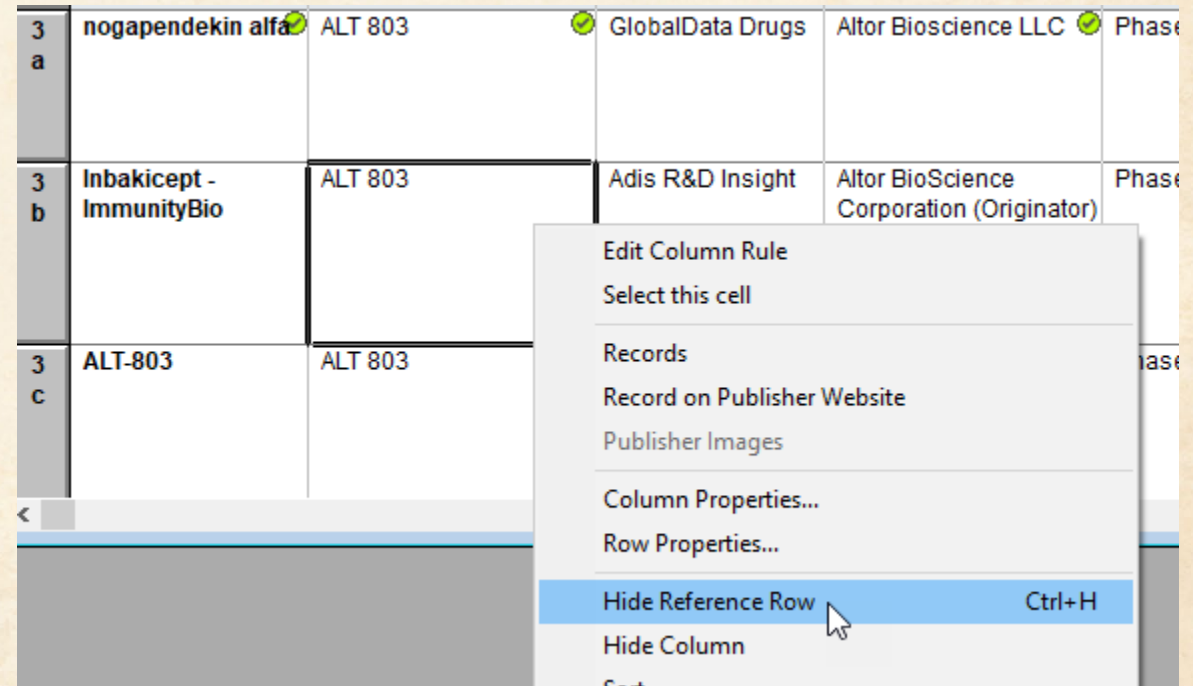 3 nogapendekin alfa ALT 803 GlobalData Drugs Altor Bioscience LLC Phase
a
3 Inbakicept - ALT 803 Adis R&D Insight Altor BioScience Phase
b ImmunityBio Corporation (Originator)
Edit Column Rule
Select this cell
3 ALT-803 ALT 803
c
Records
Record on Publisher Website
Publisher Images
Column Properties...
Row Properties...
Hide Reference Row Ctrl+H
Hide Column